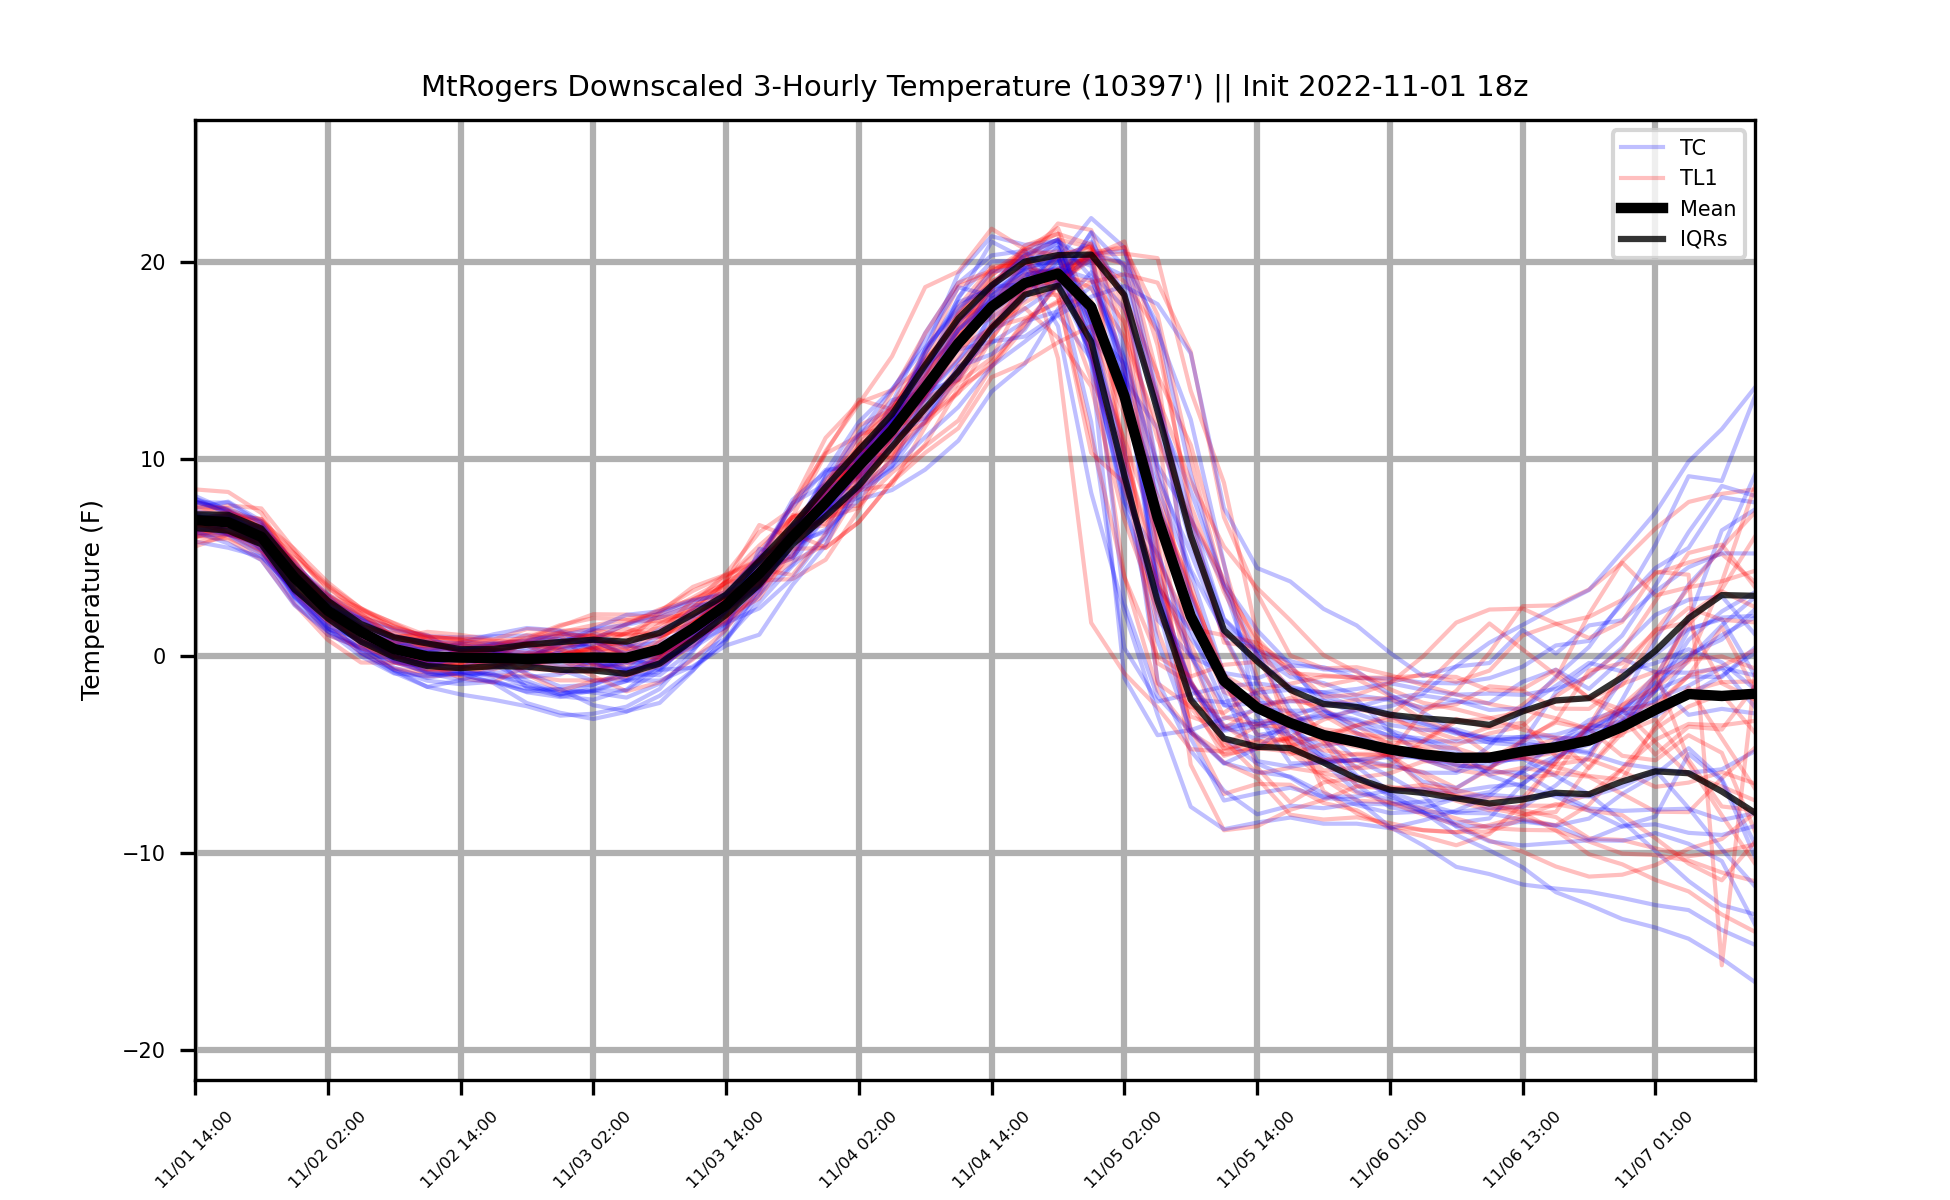 MtRogers Downscaled 3-Hourly Temperature (10397') || Init 2022-11-01 18z
TC
TL1
Mean
IQRs
Temperature (F)
20
10
0
−10
−20
11/01 14:00
11/02 02:00
11/02 14:00
11/03 02:00
11/03 14:00
11/04 02:00
11/04 14:00
11/05 02:00
11/05 14:00
11/06 01:00
11/06 13:00
11/07 01:00